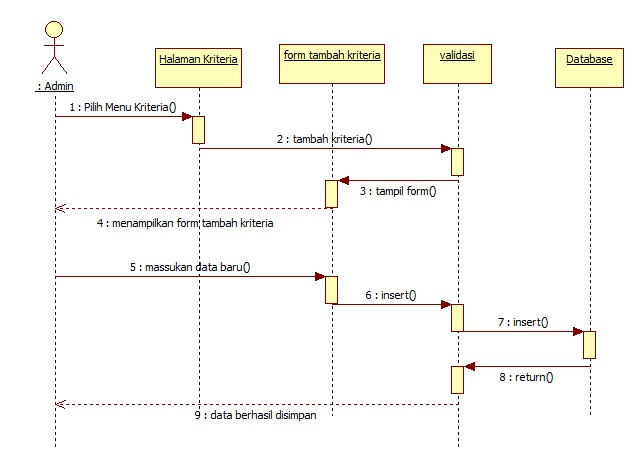 Halaman Kriteria
form tambah kriteria
validasi
Database
: Admin
1 : Pilih Menu Kriteria()
2 : tambah kriteria()
3 : tampil form()
4 : menampilkan form tambah kriteria
5 : massukan data baru()
6 : insert()
7 : insert()
8 : return()
9 : data berhasil disimpan